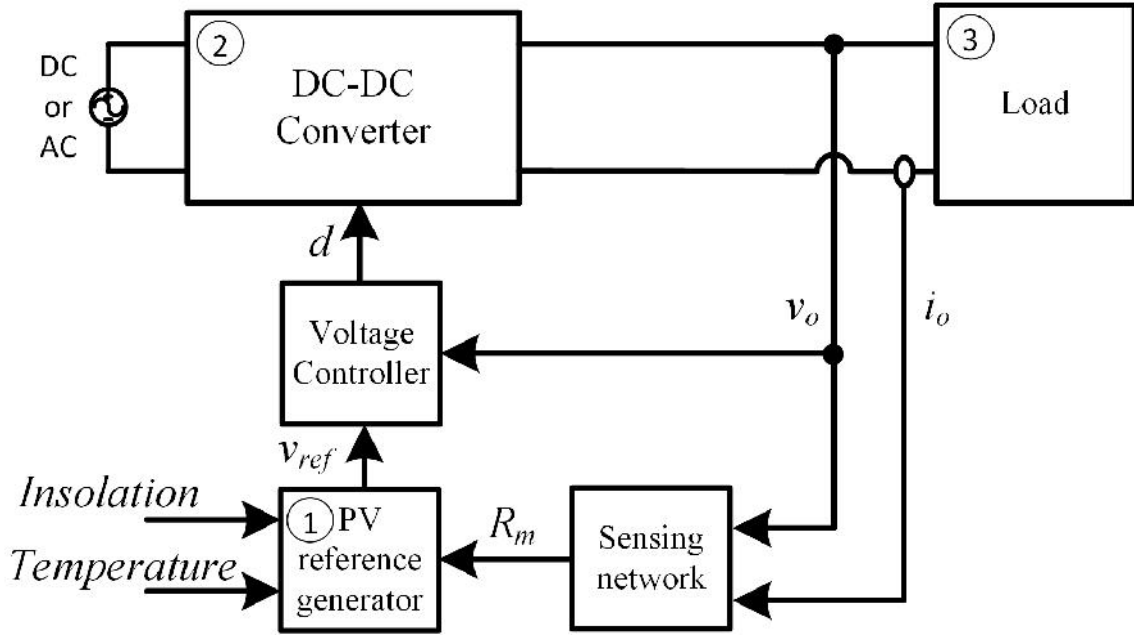 DC
or
AC
2
DC-DC
Converter
3
Load
d
Voltage
Controller
v_o
i_o
v_ref
Insolation
Temperature
1 PV
reference
generator
R_m
Sensing
network